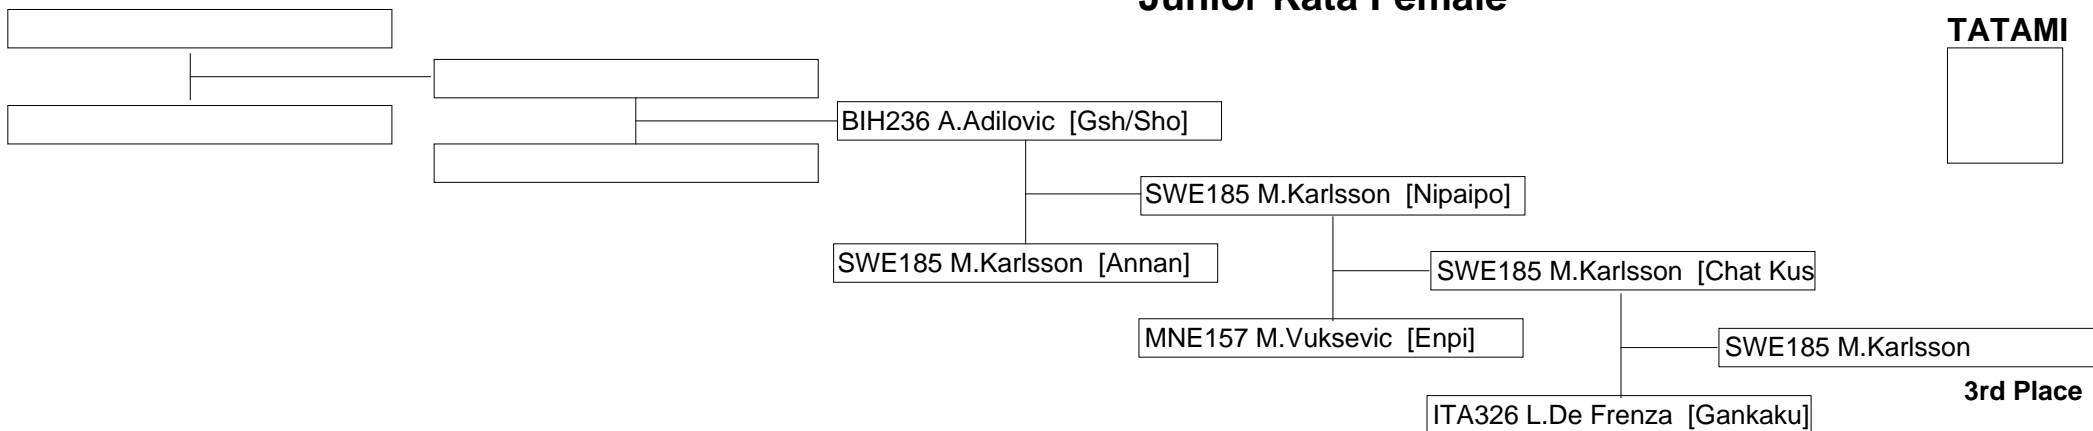 Junior Kata Female
TATAMI
BIH236 A.Adilovic [Gsh/Sho]
SWE185 M.Karlsson [Nipaipo]
SWE185 M.Karlsson [Annan]
SWE185 M.Karlsson [Chat Kus
MNE157 M.Vuksevic [Enpi]
SWE185 M.Karlsson
3rd Place
ITA326 L.De Frenza [Gankaku]